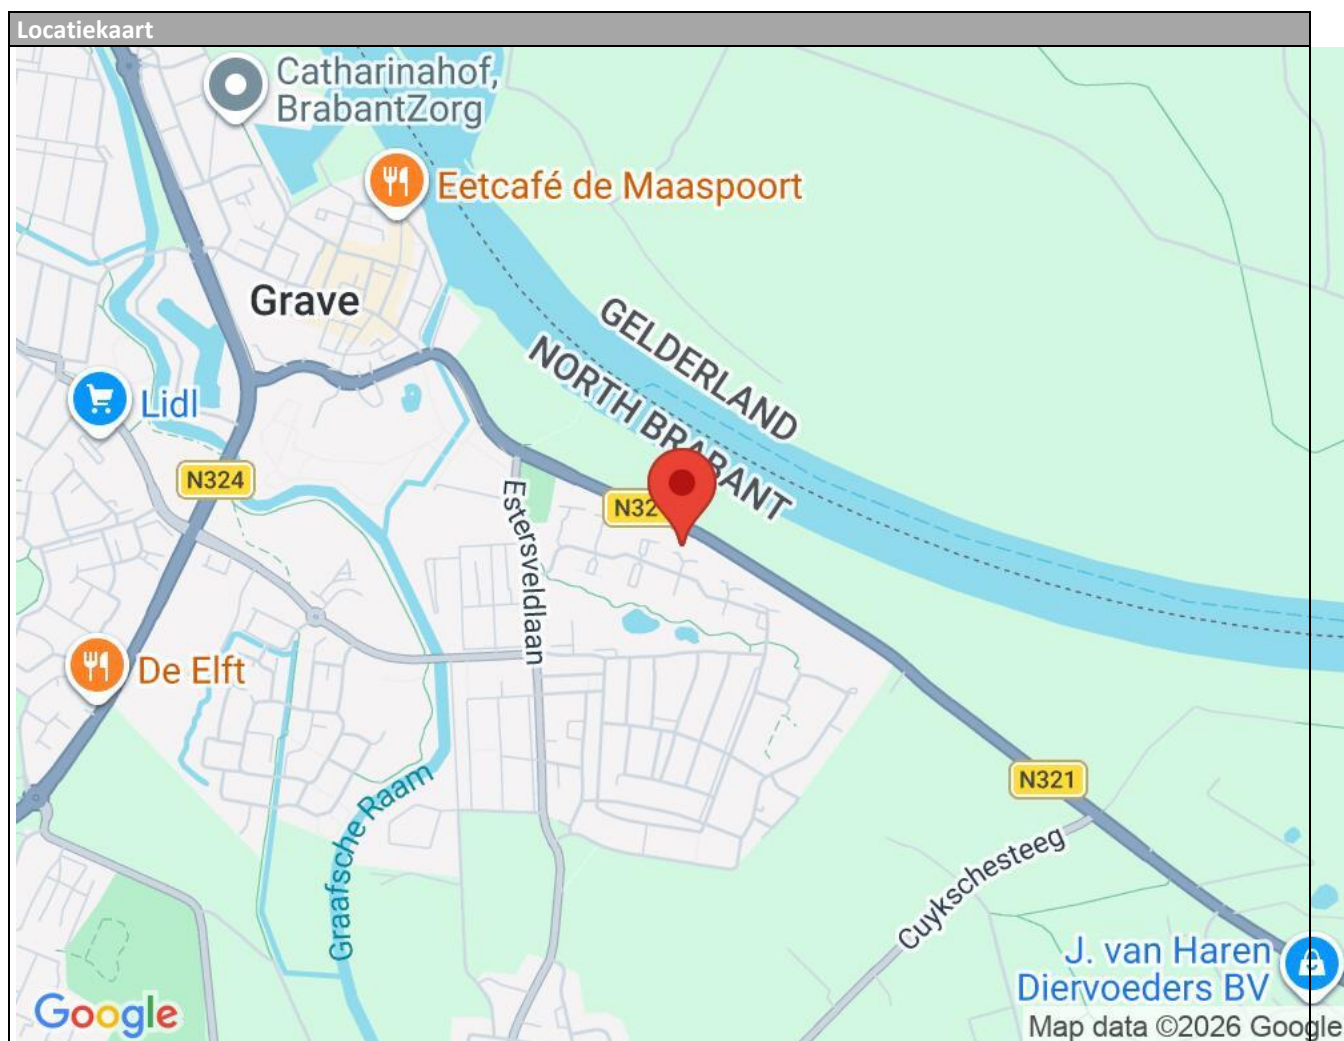 Locatiekaart
Catharinahof,
BrabantZorg
Eetcafé de Maaspoort
Grave
GELDERLAND
NORTH BRABANT
Lidl
N324
N32
Estersveldlaan
De Elft
N321
Graafsche Raam
Cuykschesteeg
J. van Haren
Diervoeders BV
Google
Map data ©2026 Google